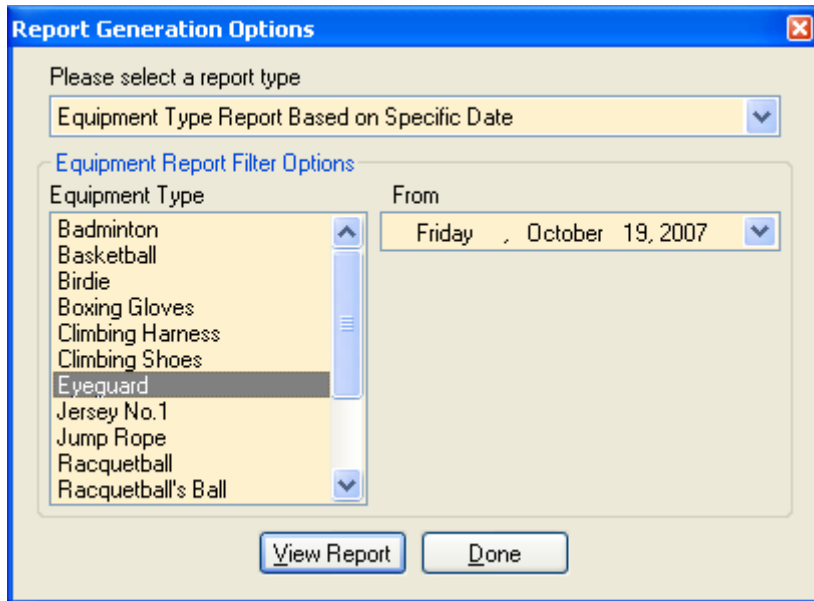 Report Generation Options
Please select a report type
Equipment Type Report Based on Specific Date
Equipment Report Filter Options
Equipment Type
From
Friday , October 19, 2007
Badminton
Basketball
Birdie
Boxing Gloves
Climbing Harness
Climbing Shoes
Eyeguard
Jersey No.1
Jump Rope
Racquetball
Racquetball's Ball
View Report
Done